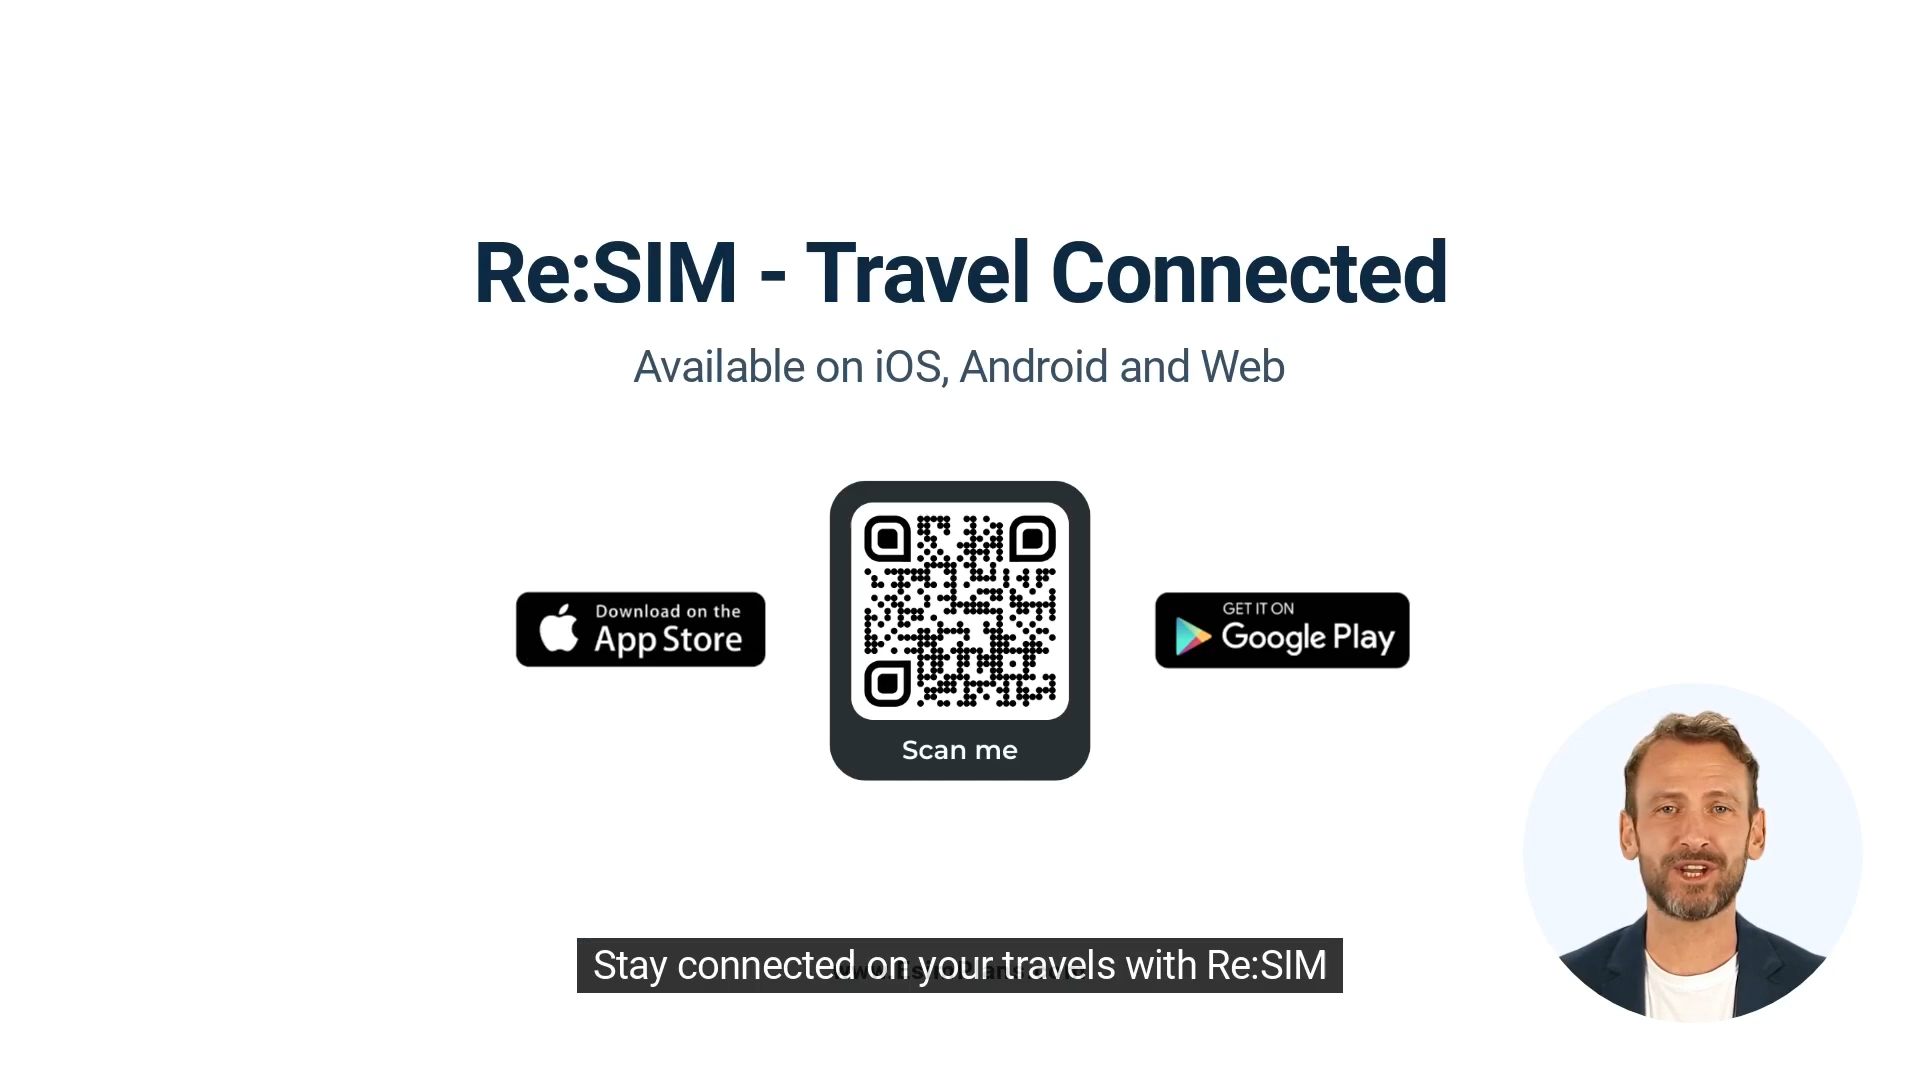 Re:SIM - Travel Connected
Available on iOS, Android and Web
Download on the
App Store
Scan me
GET IT ON
Google Play
Stay connected on your travels with Re:SIM